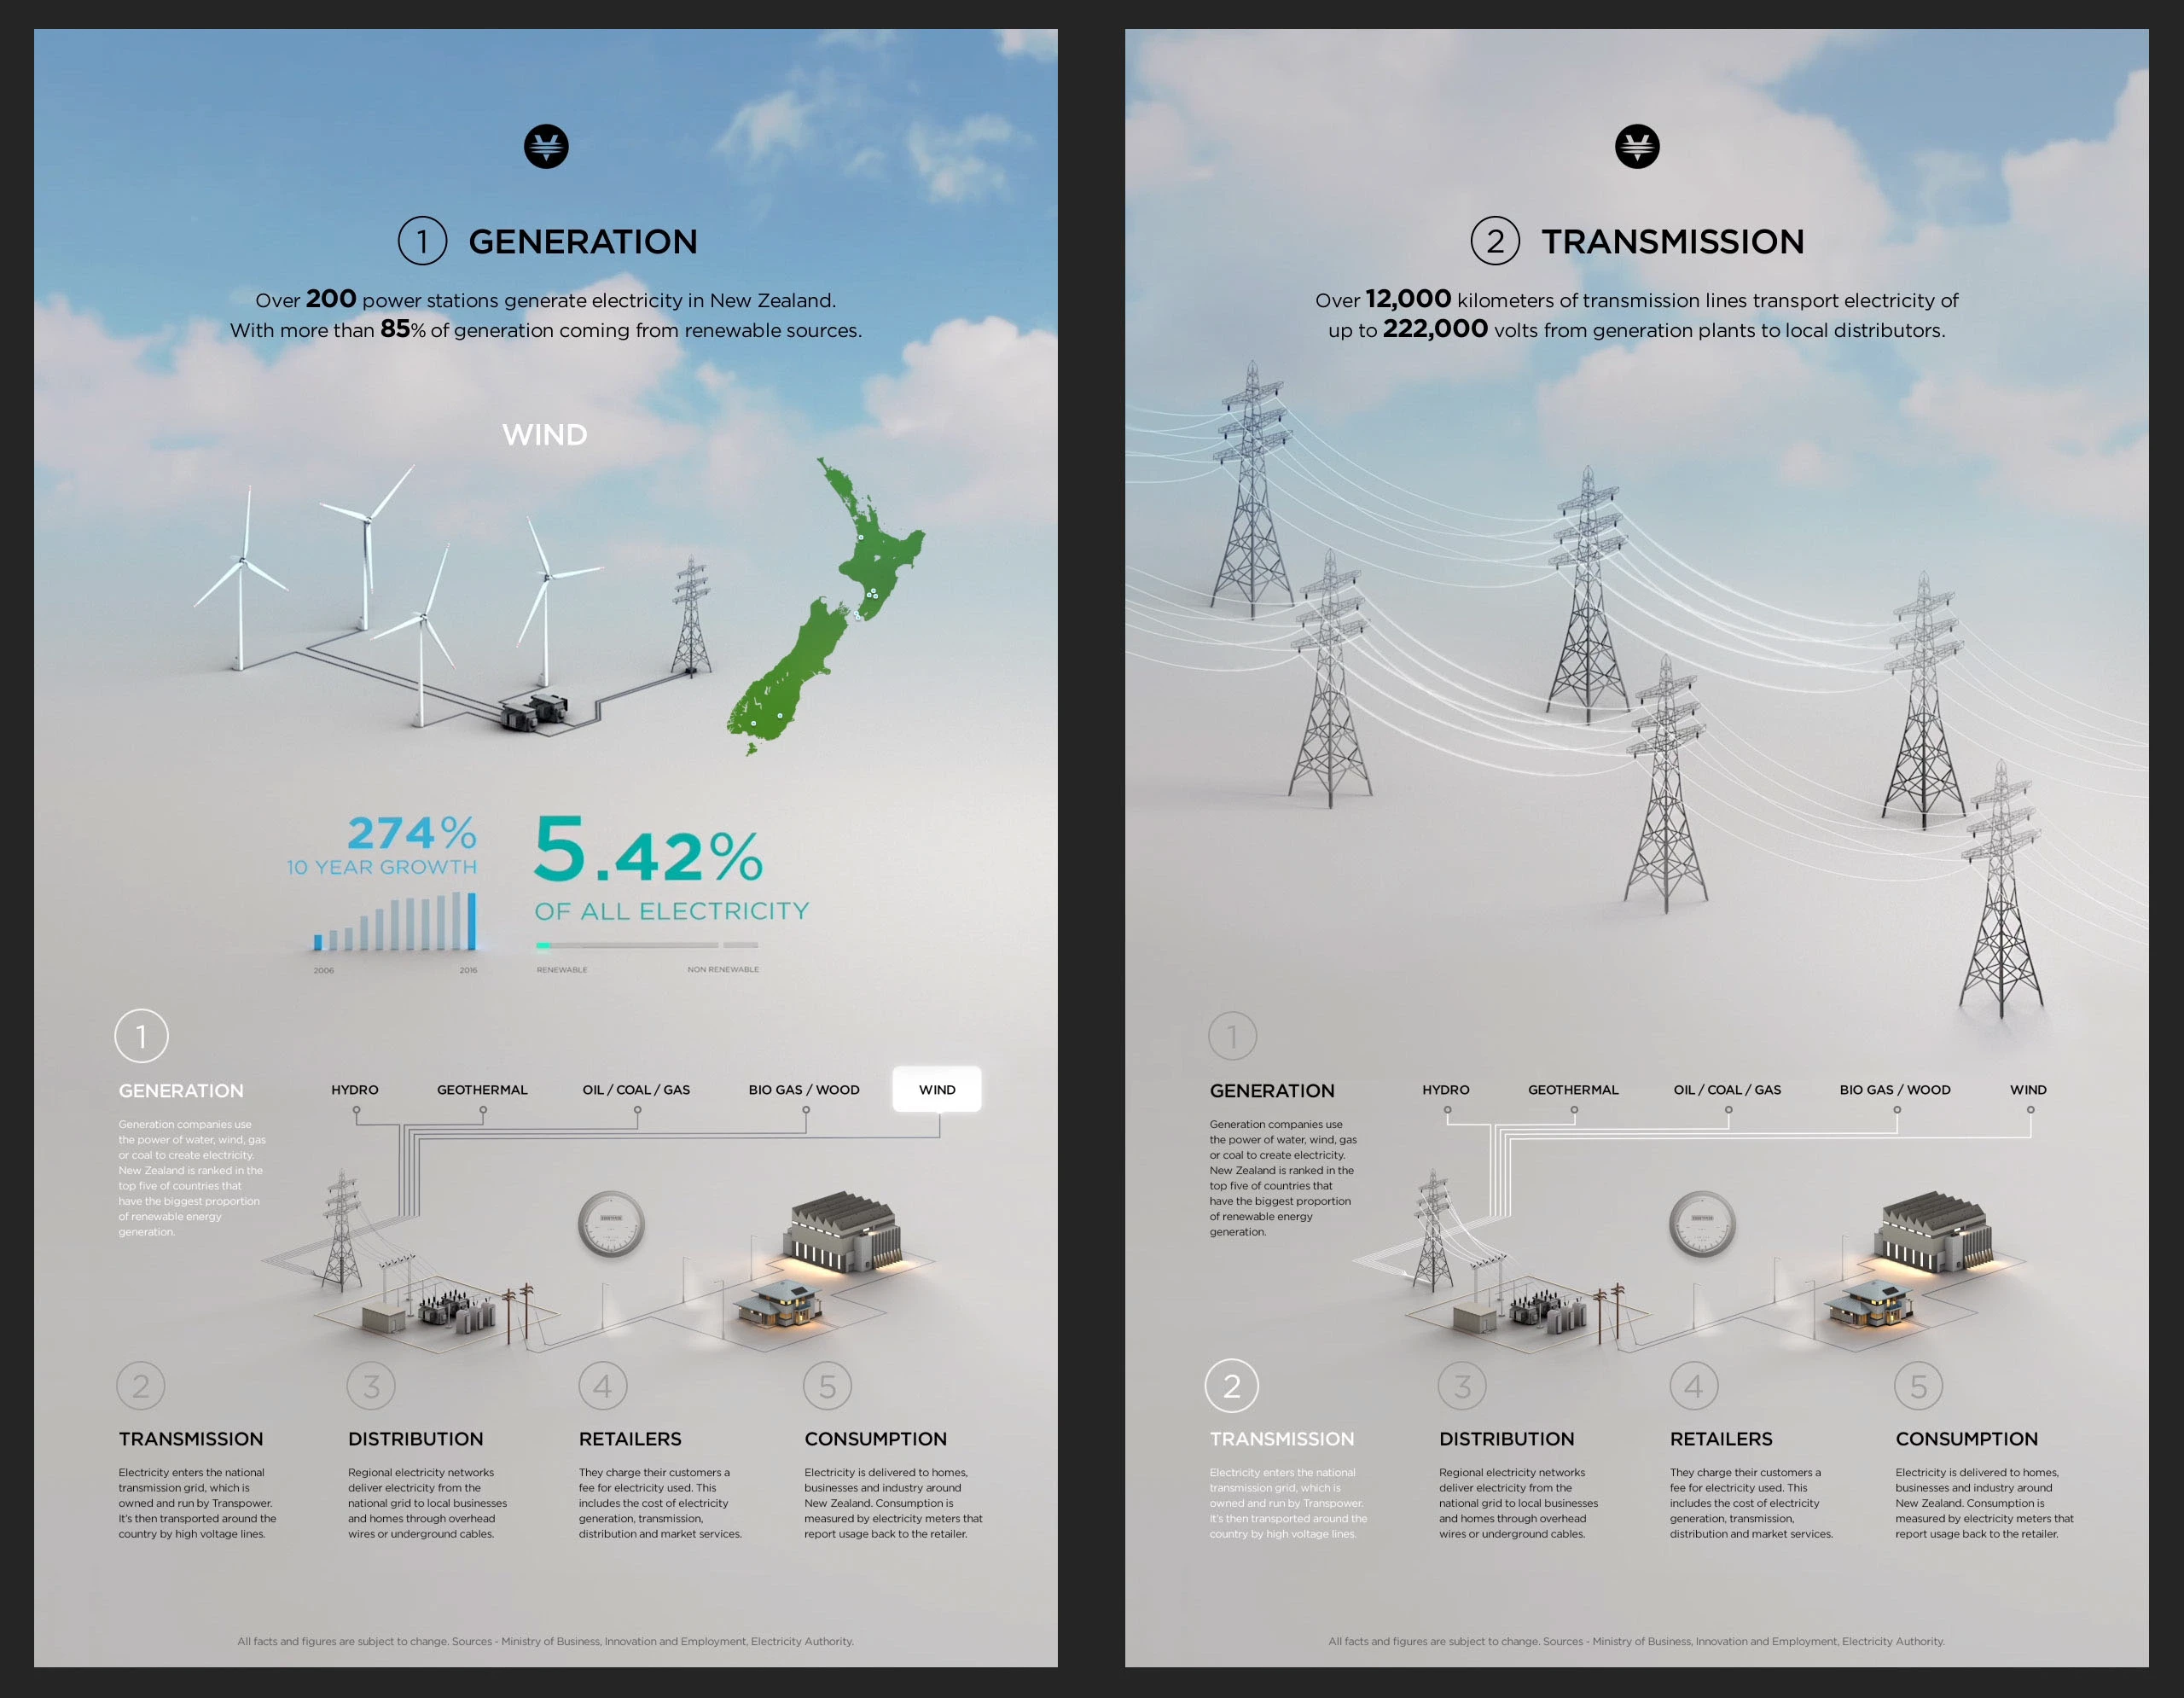 1 GENERATION
Over 200 power stations generate electricity in New Zealand.
With more than 85% of generation coming from renewable sources.
WIND
274%
10 YEAR GROWTH
2006
2016
5.42%
OF ALL ELECTRICITY
RENEWABLE
NON RENEWABLE
1
GENERATION
Generation companies use
the power of water, wind, gas
or coal to create electricity.
New Zealand is ranked in the
top five of countries that
have the biggest proportion
of renewable energy
generation.
HYDRO
GEOTHERMAL
OIL / COAL / GAS
BIO GAS / WOOD
WIND
2
TRANSMISSION
Electricity enters the national
transmission grid, which is
owned and run by Transpower.
It's then transported around the
country by high voltage lines.
3
DISTRIBUTION
Regional electricity networks
deliver electricity from the
national grid to local businesses
and homes through overhead
wires or underground cables.
4
RETAILERS
They charge their customers a
fee for electricity used. This
includes the cost of electricity
generation, transmission,
distribution and market services.
5
CONSUMPTION
Electricity is delivered to homes,
businesses and industry around
New Zealand. Consumption is
measured by electricity meters that
report usage back to the retailer.
All facts and figures are subject to change. Sources - Ministry of Business, Innovation and Employment, Electricity Authority.
2 TRANSMISSION
Over 12,000 kilometers of transmission lines transport electricity of
up to 222,000 volts from generation plants to local distributors.
1
GENERATION
Generation companies use
the power of water, wind, gas
or coal to create electricity.
New Zealand is ranked in the
top five of countries that
have the biggest proportion
of renewable energy
generation.
HYDRO
GEOTHERMAL
OIL / COAL / GAS
BIO GAS / WOOD
WIND
2
TRANSMISSION
Electricity enters the national
transmission grid, which is
owned and run by Transpower.
It's then transported around the
country by high voltage lines.
3
DISTRIBUTION
Regional electricity networks
deliver electricity from the
national grid to local businesses
and homes through overhead
wires or underground cables.
4
RETAILERS
They charge their customers a
fee for electricity used. This
includes the cost of electricity
generation, transmission,
distribution and market services.
5
CONSUMPTION
Electricity is delivered to homes,
businesses and industry around
New Zealand. Consumption is
measured by electricity meters that
report usage back to the retailer.
All facts and figures are subject to change. Sources - Ministry of Business, Innovation and Employment, Electricity Authority.